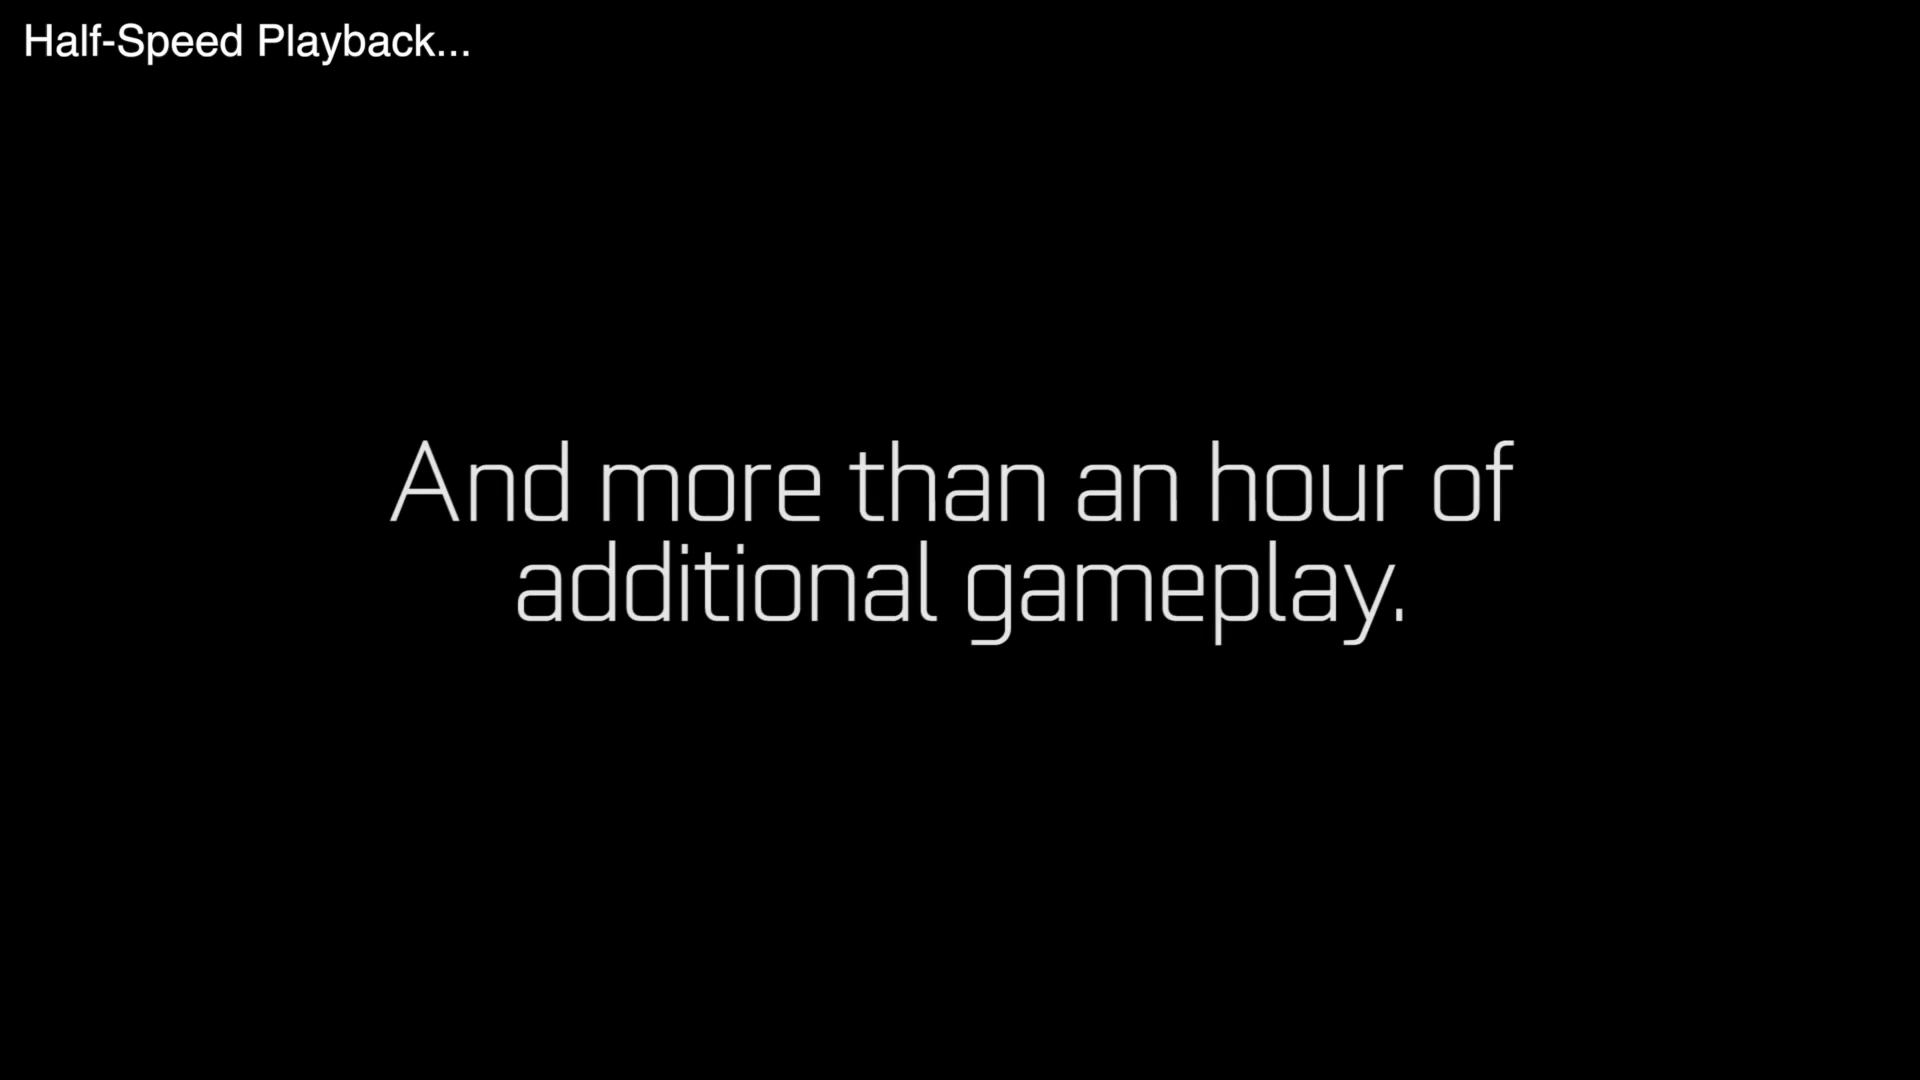 Half-Speed Playback...
And more than an hour of
additional gameplay.